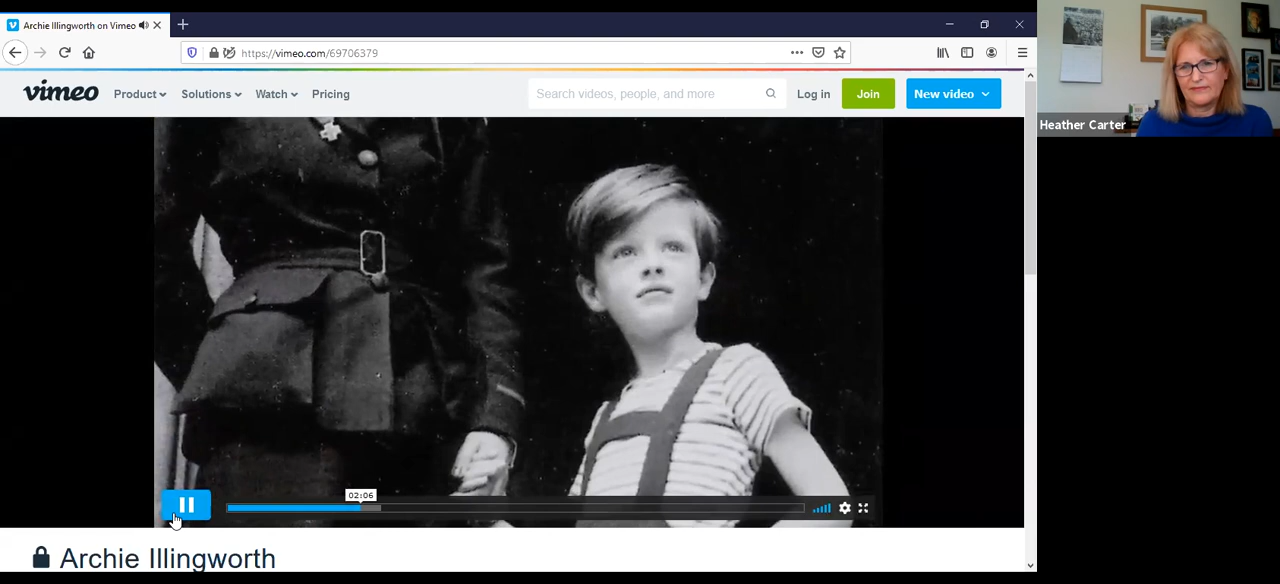 Archie Illingworth on Vimeo
https://vimeo.com/69706379
vimeo
Product
Solutions
Watch
Pricing
Search videos, people, and more
Log in
Join
New video
Heather Carter
02:06
Archie Illingworth